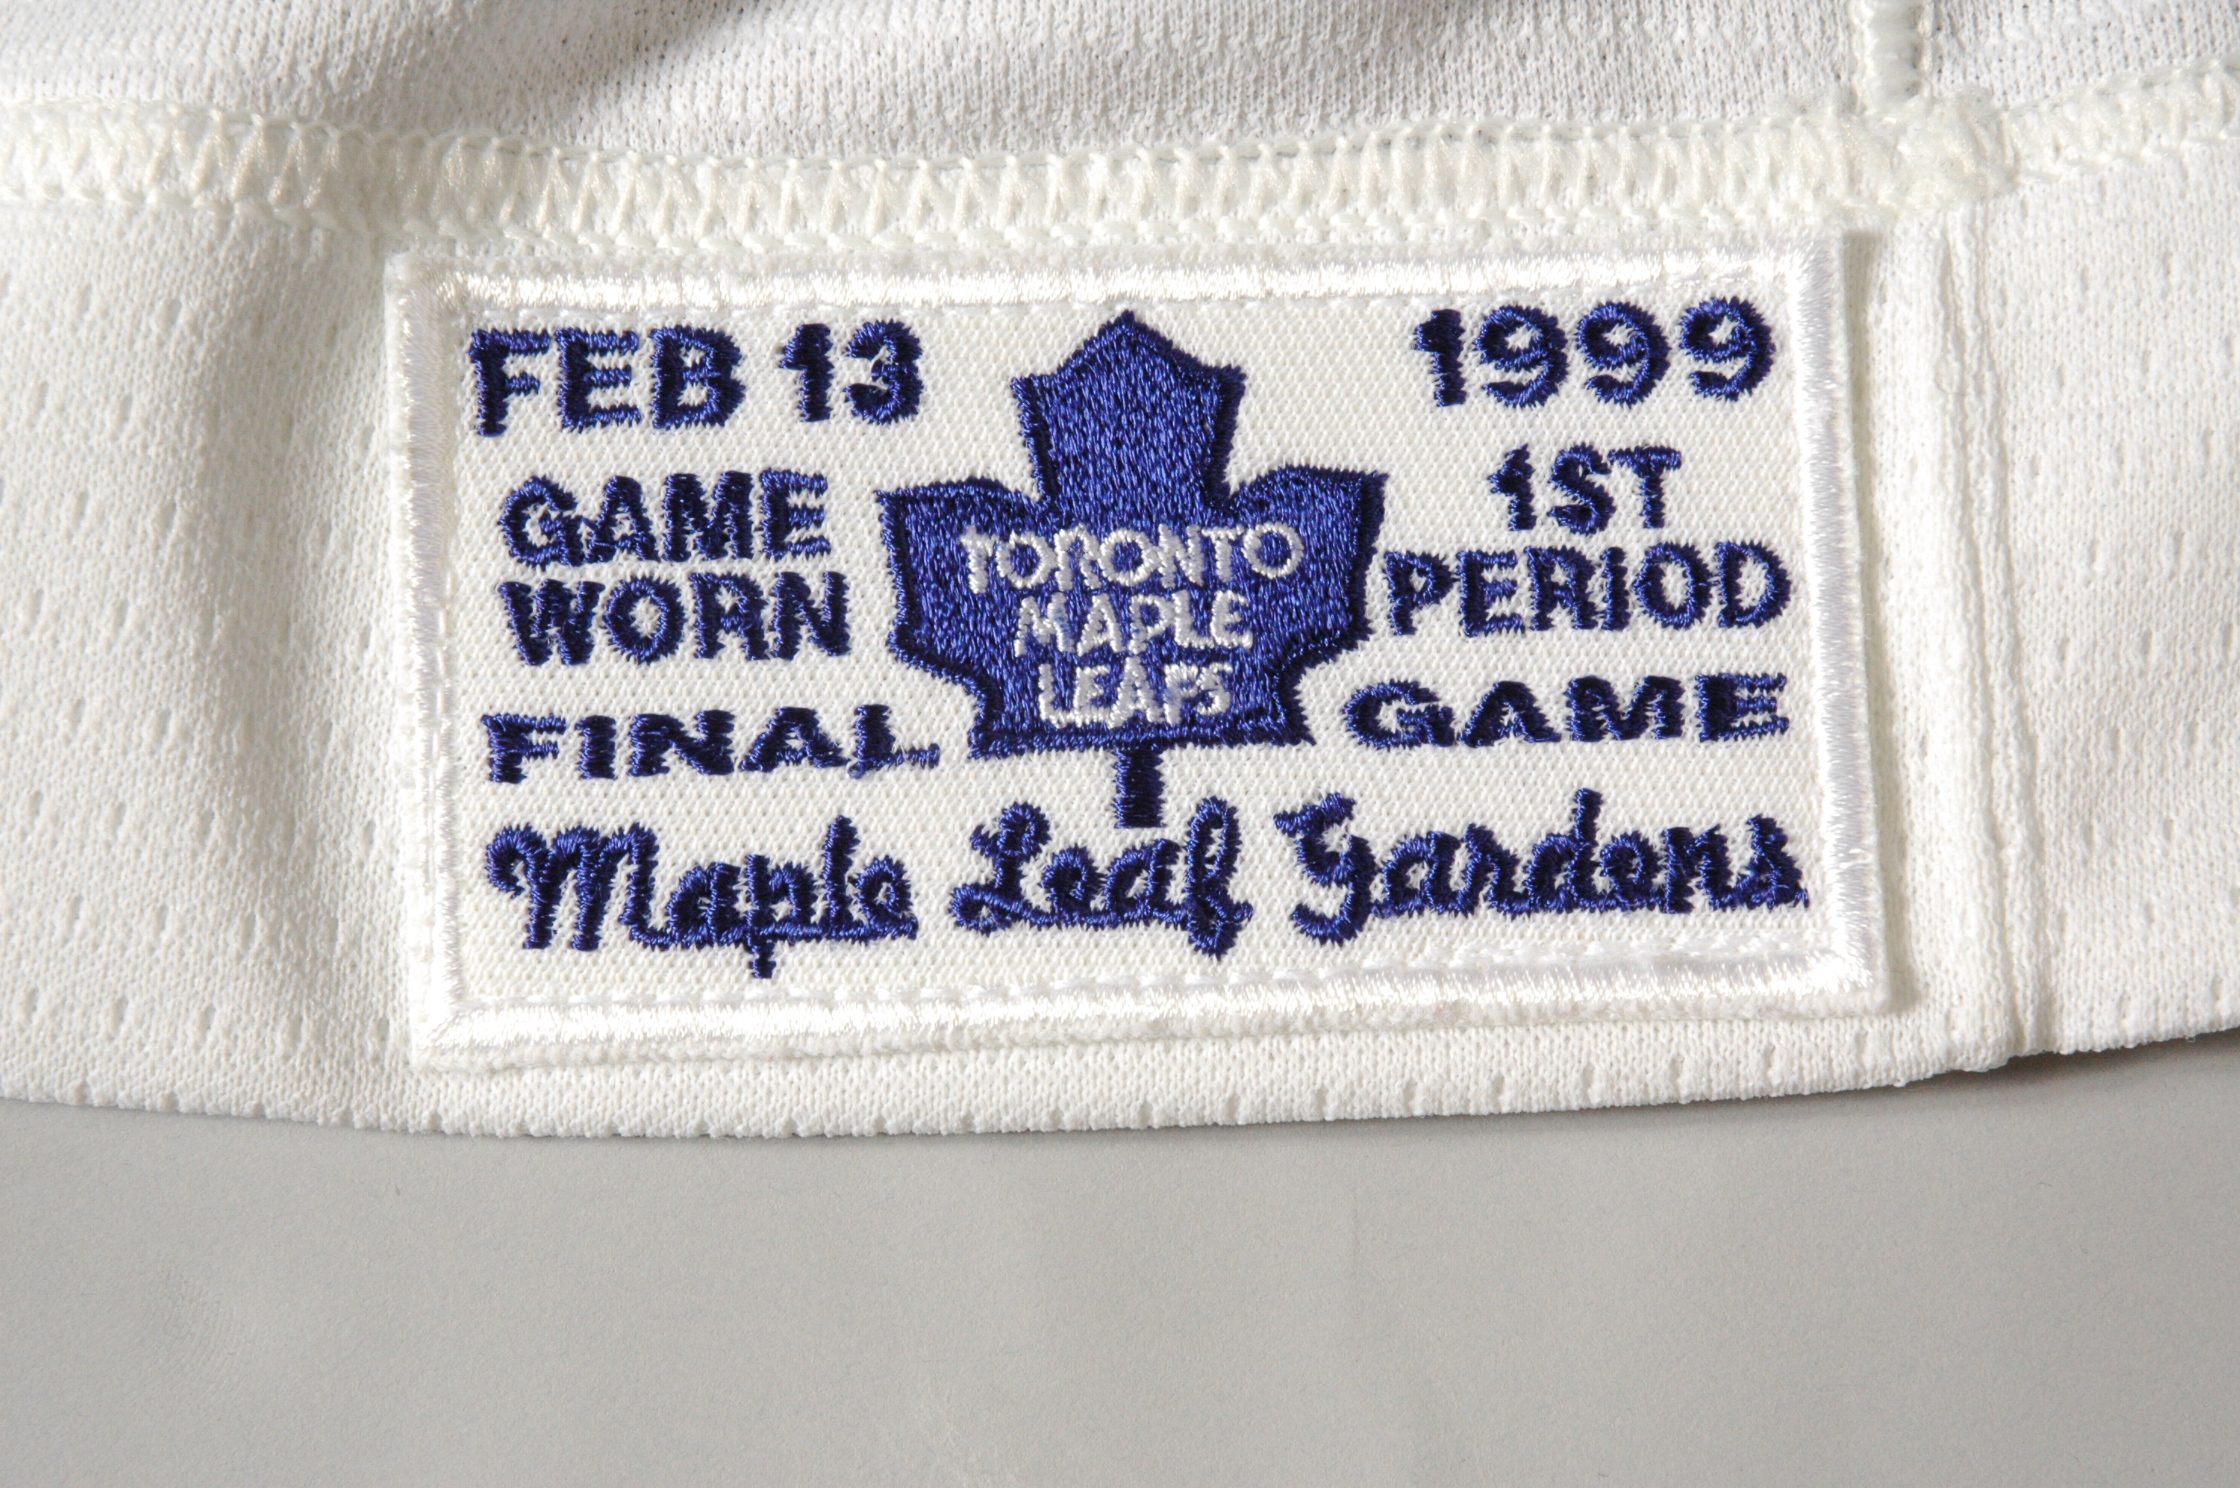 FEB 13 1999
GAME 1ST
WORN PERIOD
TORONTO
MAPLE
LEAFS
FINAL GAME
Maple Leaf Gardens